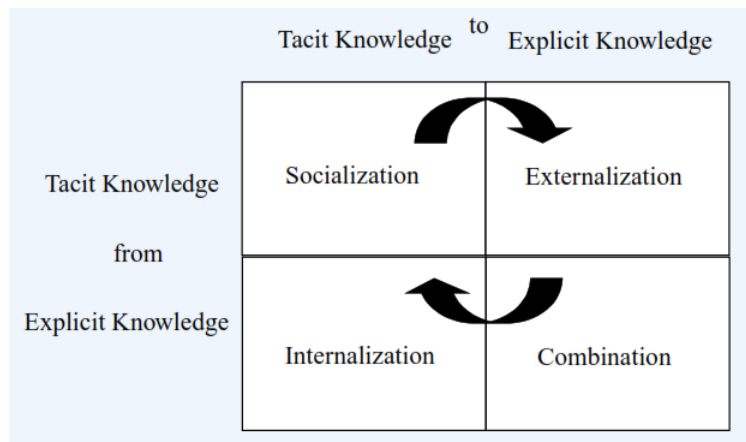 Tacit Knowledge to Explicit Knowledge
Socialization Externalization
Tacit Knowledge
from
Explicit Knowledge
Internalization Combination